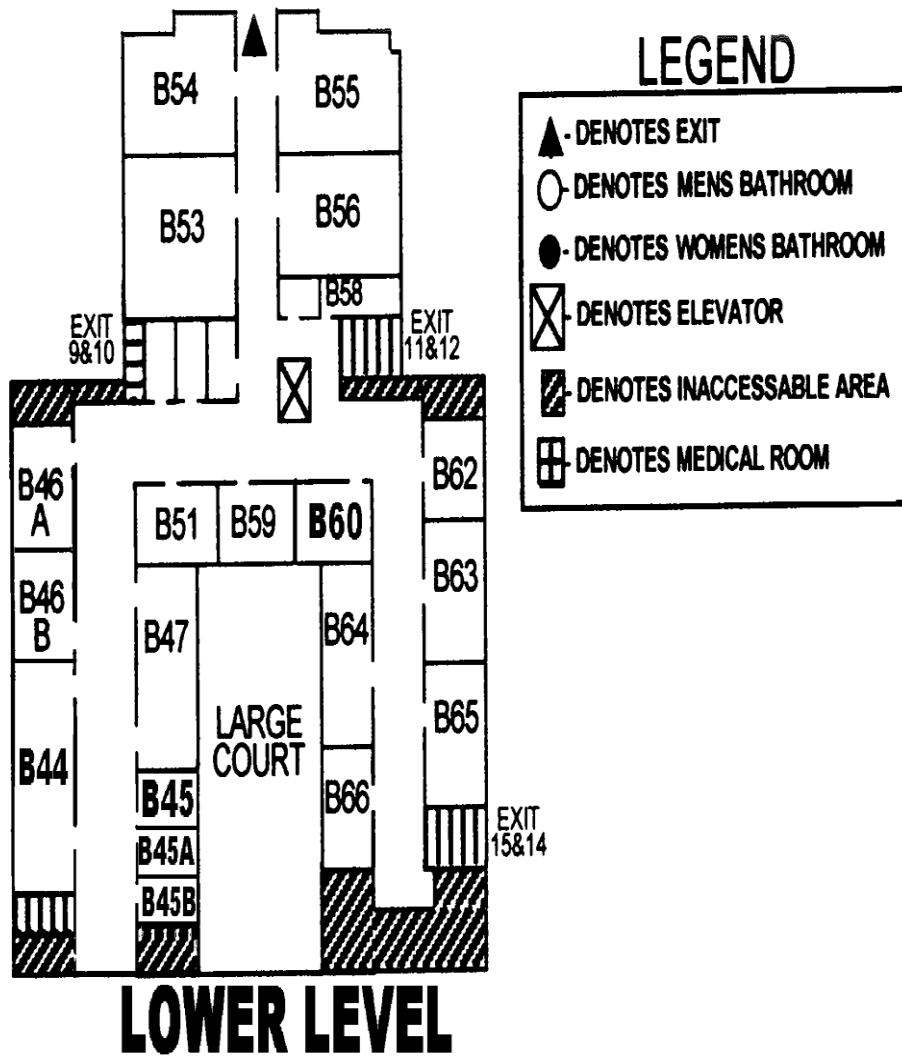 B54
B55
B53
B56
B58
EXIT
9&10
EXIT
11&12
B46
A
B62
B51
B59
B60
B46
B
B63
B47
B64
B44
LARGE
COURT
B65
B45
B66
B45A
B45B
EXIT
15&14
LOWER LEVEL
LEGEND
- DENOTES EXIT
- DENOTES MENS BATHROOM
- DENOTES WOMENS BATHROOM
- DENOTES ELEVATOR
- DENOTES INACCESSABLE AREA
- DENOTES MEDICAL ROOM